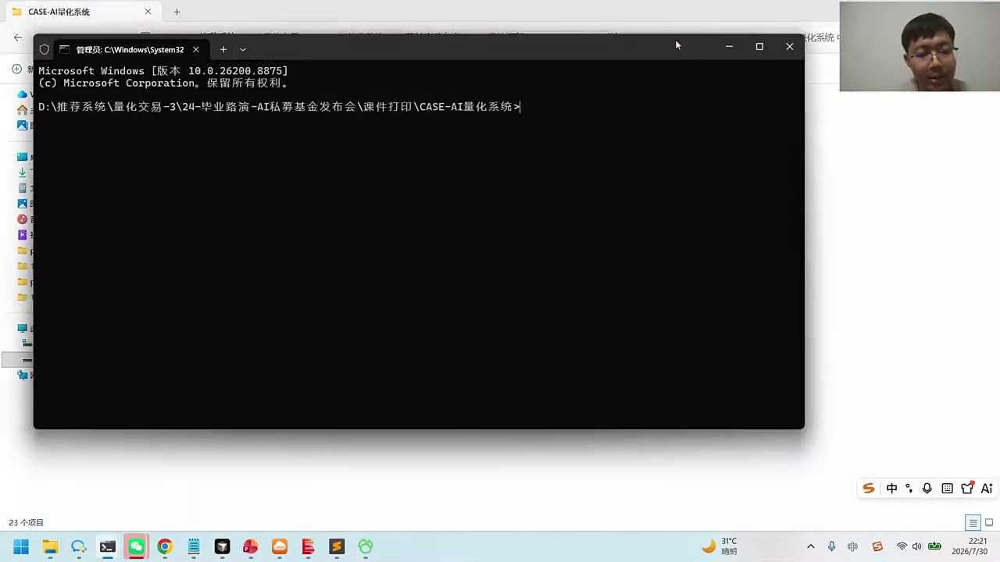 CASE-AI量化系统
管理员: C:\Windows\System32
Microsoft Windows [版本 10.0.26200.8875]
(c) Microsoft Corporation。保留所有权利。
D:\推荐系统\量化交易-3\24-毕业路演-AI私募基金发布会\课件打印\CASE-AI量化系统>
中
Ai
23 个项目
31°C
晴朗
22:21
2026/7/30